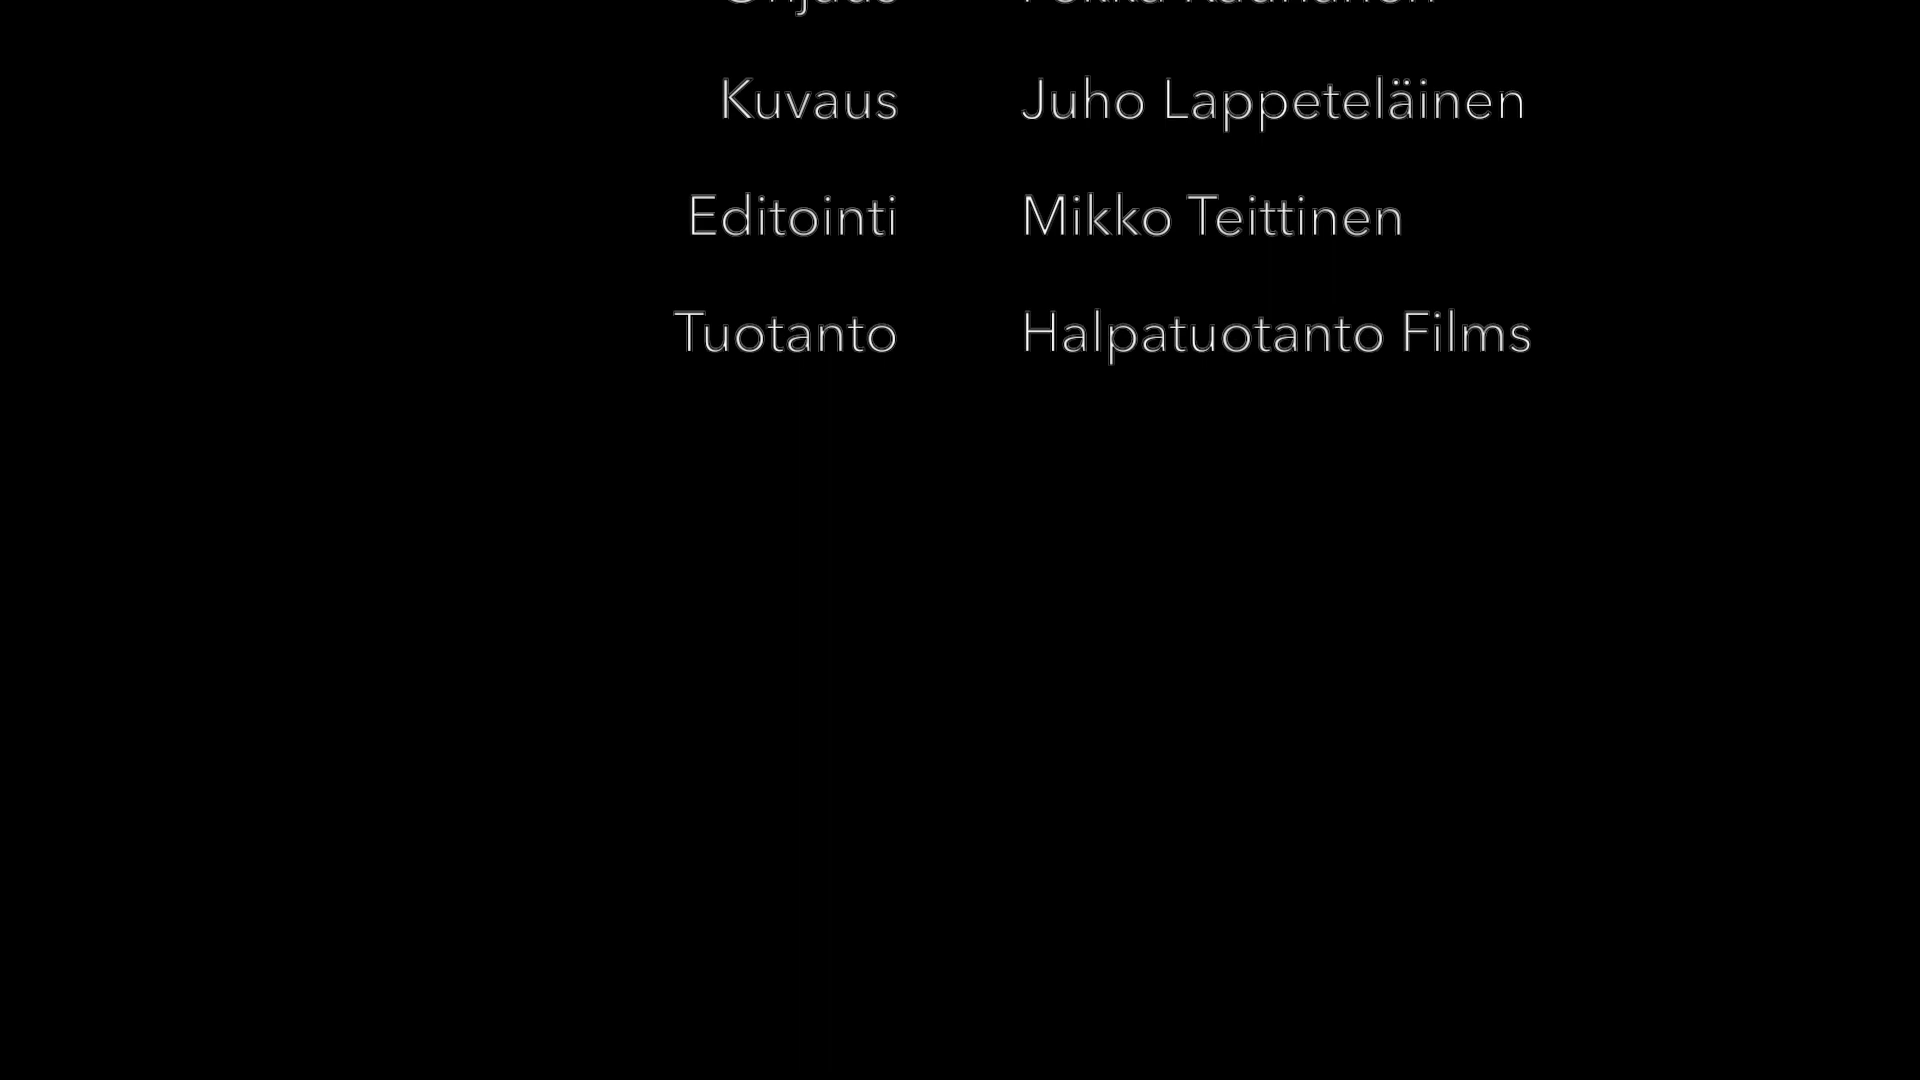 Kuvaus Juho Lappeteläinen
Editointi Mikko Teittinen
Tuotanto Halpatuotanto Films